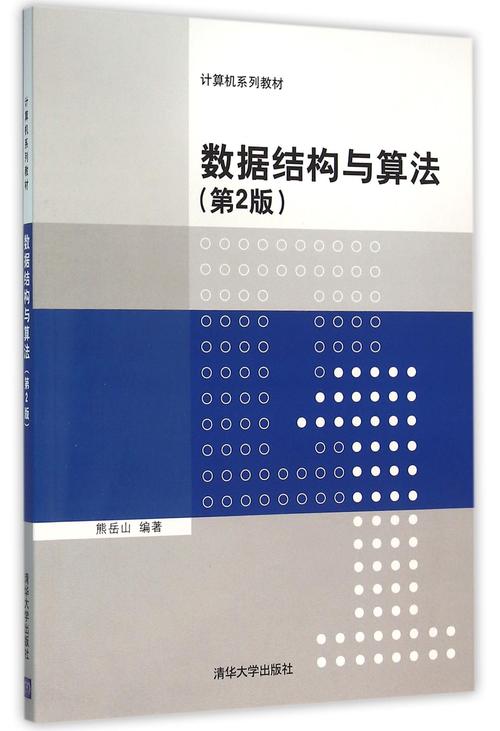 计算机系列教材
数据结构与算法
(第2版)
熊岳山 编著
清华大学出版社
计算机系列教材
数据结构与算法(第2版)
清华大学出版社